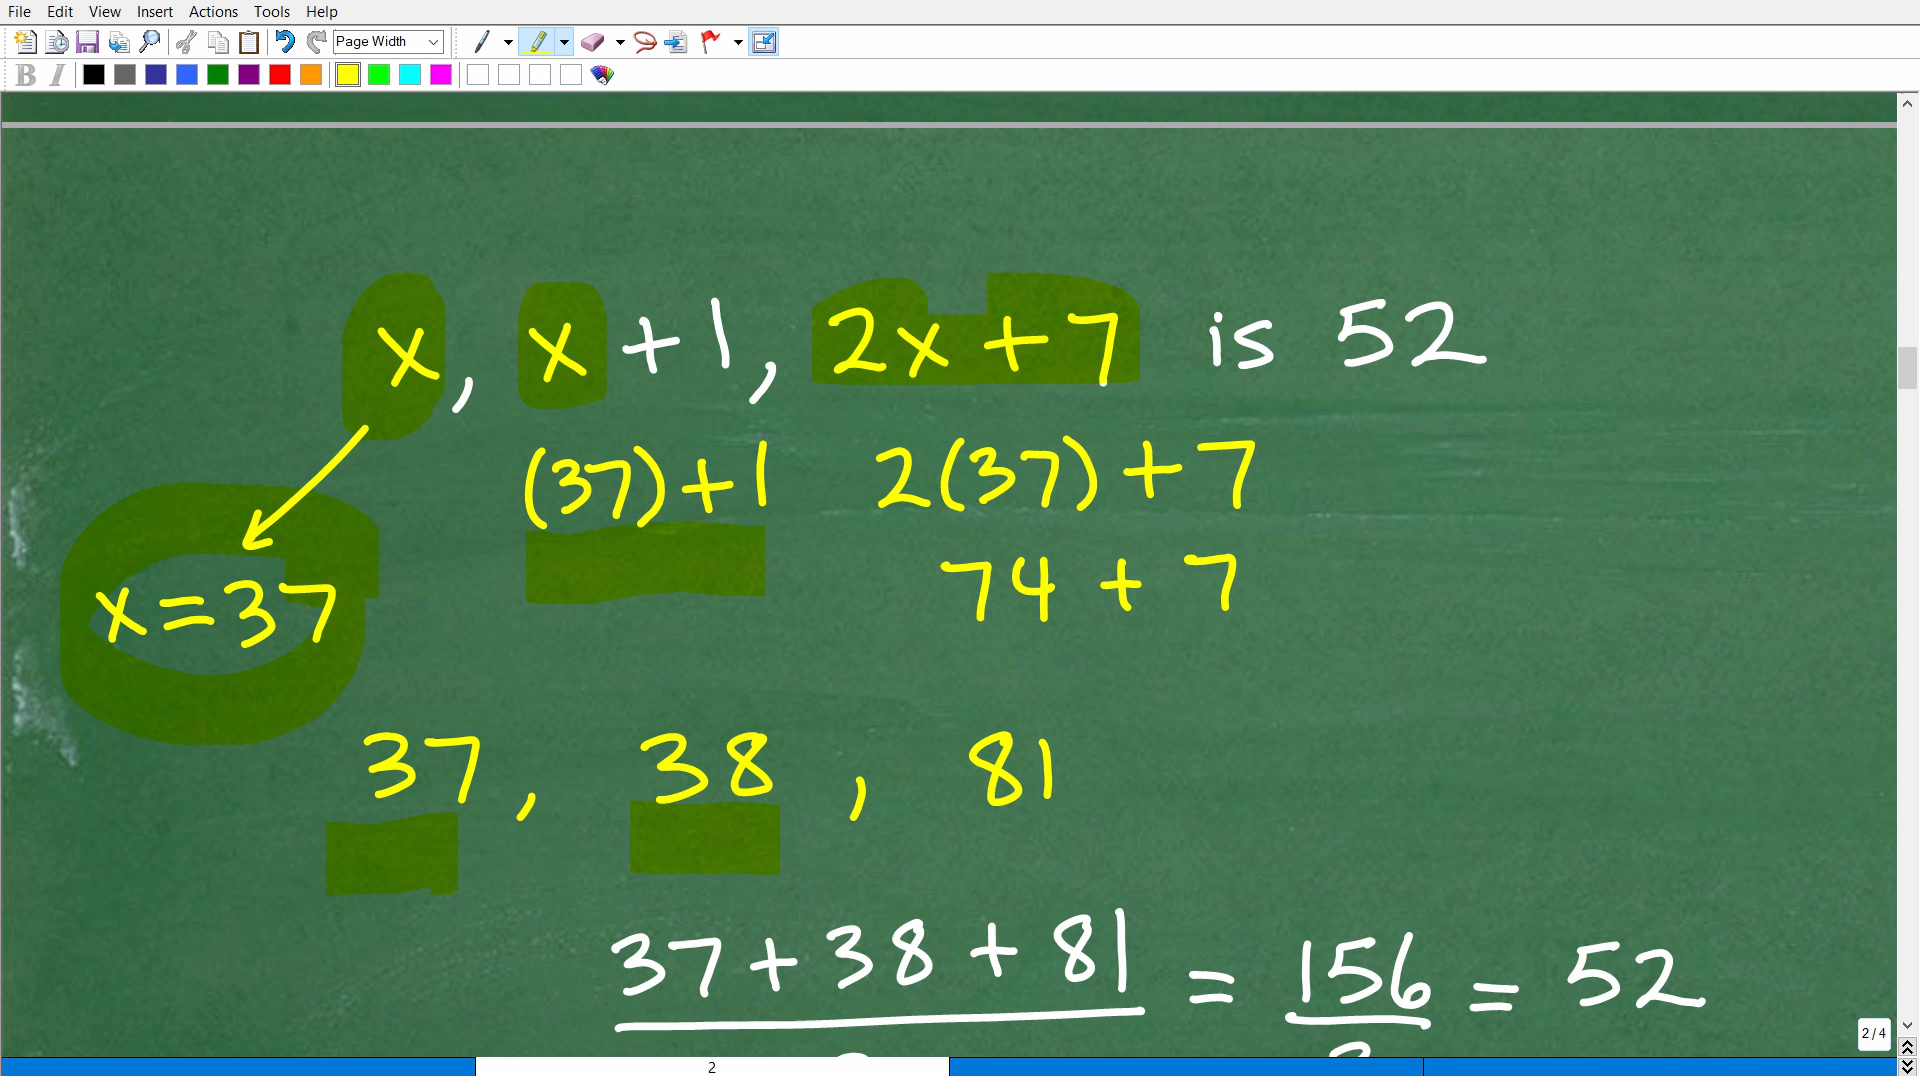 File Edit View Insert Actions Tools Help
Page Width
B I
x, x + 1, 2x + 7 is 52
(37) + 1 2(37) + 7
74 + 7
x = 37
37, 38, 81
37 + 38 + 81 = 156 = 52
2 / 4
2